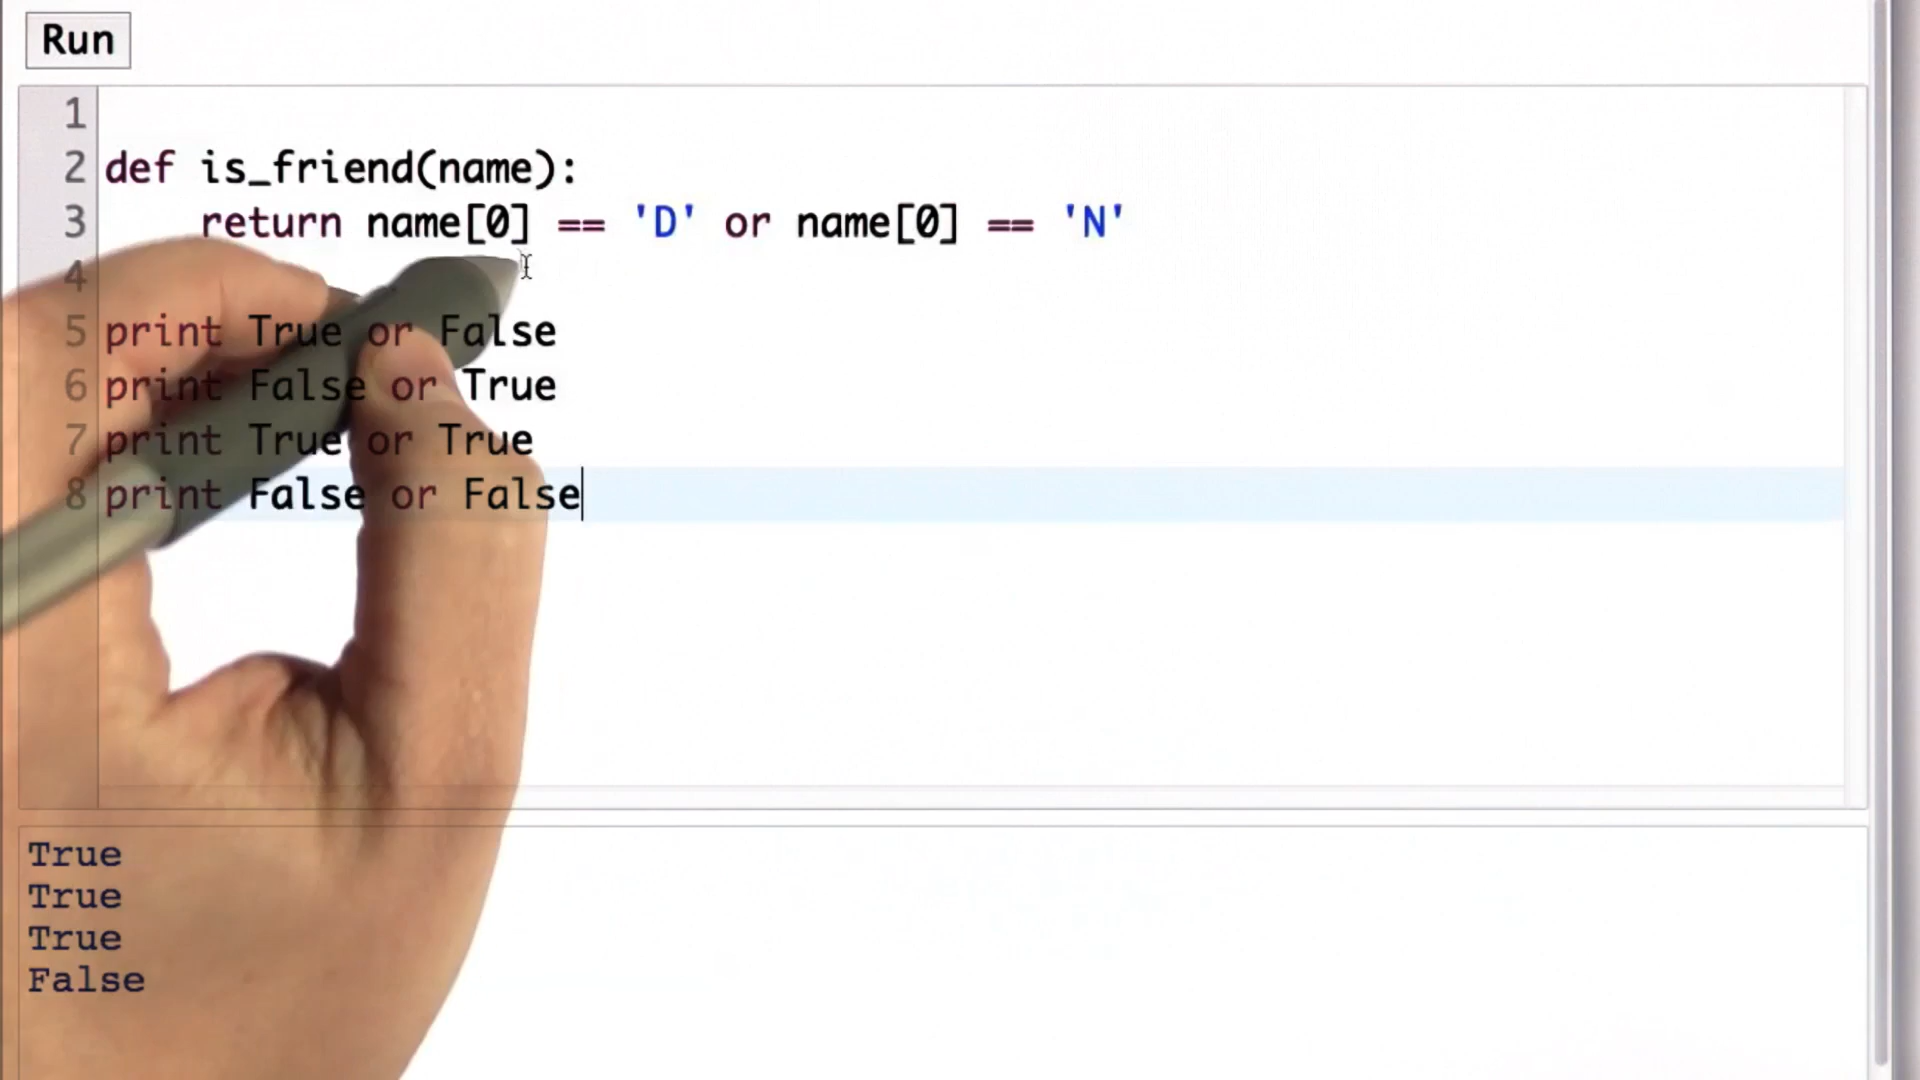 Run
1
2 def is_friend(name):
3     return name[0] == 'D' or name[0] == 'N'
4
5 print True or False
6 print False or True
7 print True or True
8 print False or False
True
True
True
False